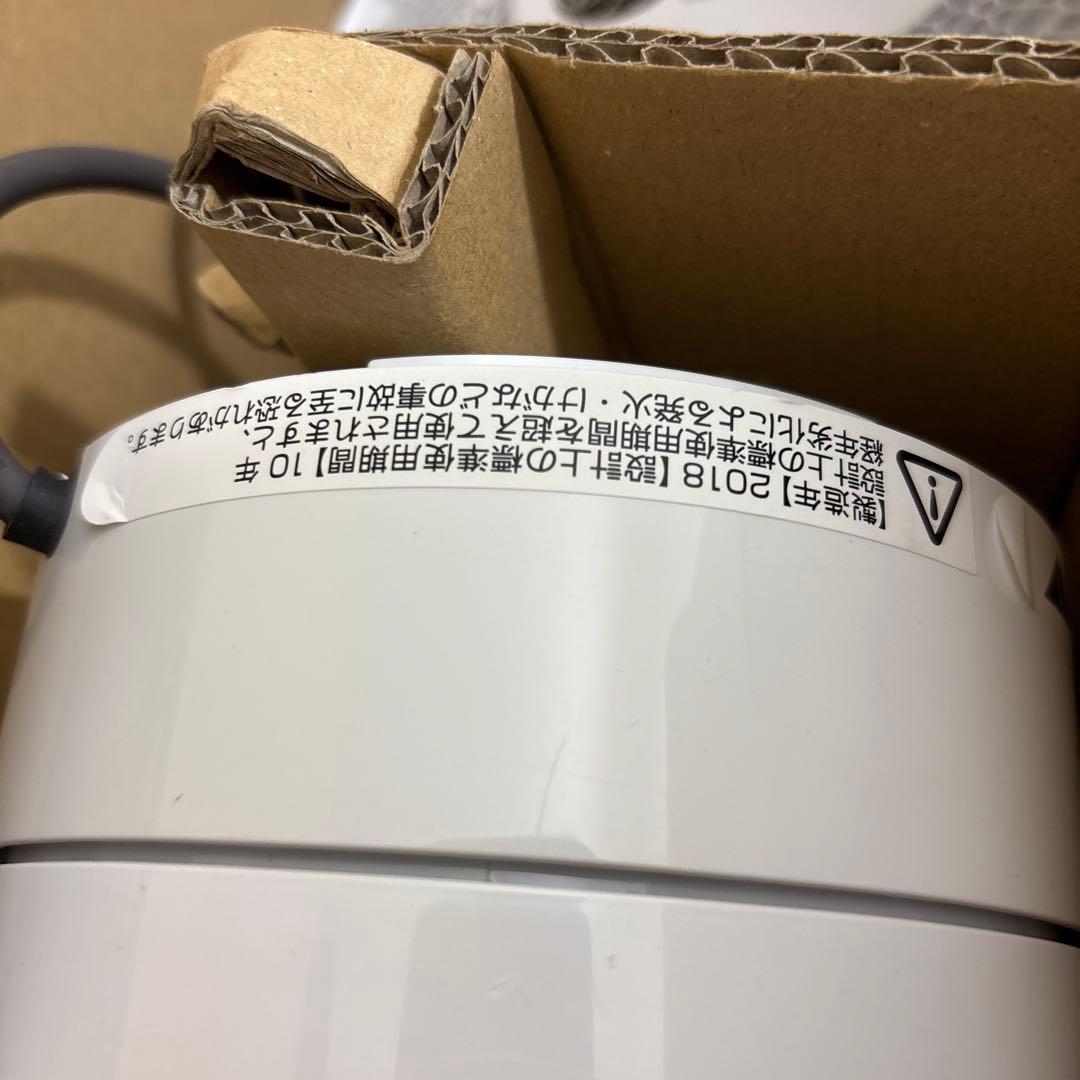 【製造年】2018【設計上の標準使用期間】10 年
設計上の標準使用期間を超えて使用されますと、
経年劣化による発火・けがなどの事故に至る恐れがあります。